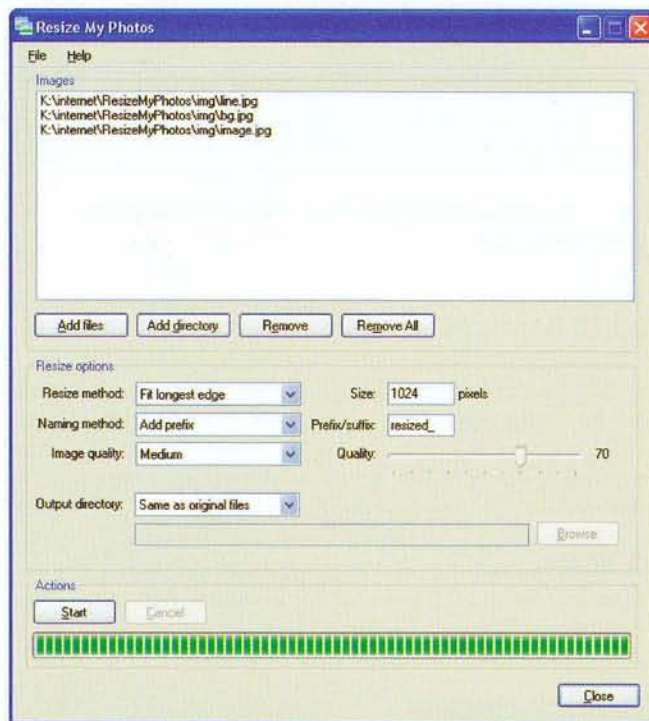 Resize My Photos
File Help
Images
K:\internet\ResizeMyPhotos\img\line.jpg
K:\internet\ResizeMyPhotos\img\bg.jpg
K:\internet\ResizeMyPhotos\img\image.jpg
Add files Add directory Remove Remove All
Resize options
Resize method: Fit longest edge Size: 1024 pixels
Naming method: Add prefix Prefix/suffix: resized_
Image quality: Medium Quality: 70
Output directory: Same as original files
Browse
Actions
Start Cancel
Close